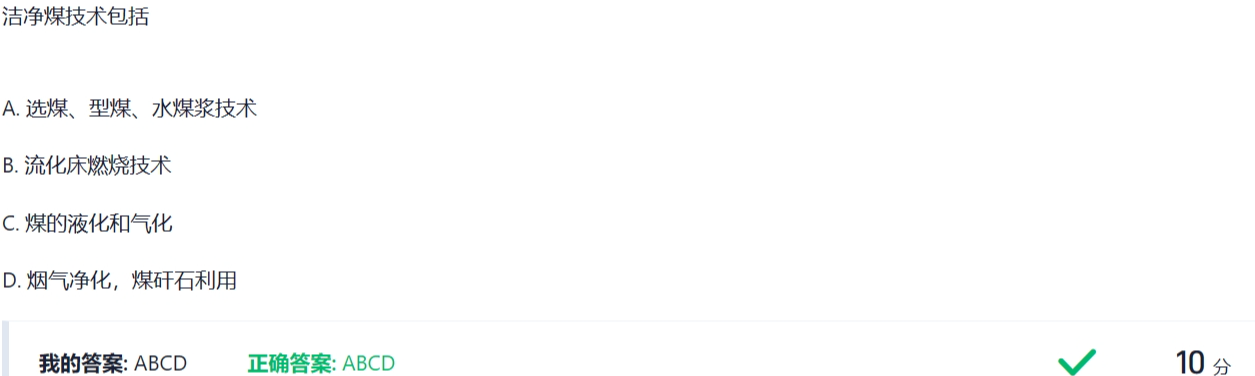 洁净煤技术包括
A. 选煤、型煤、水煤浆技术
B. 流化床燃烧技术
C. 煤的液化和气化
D. 烟气净化，煤矸石利用
我的答案: ABCD 正确答案: ABCD 10 分